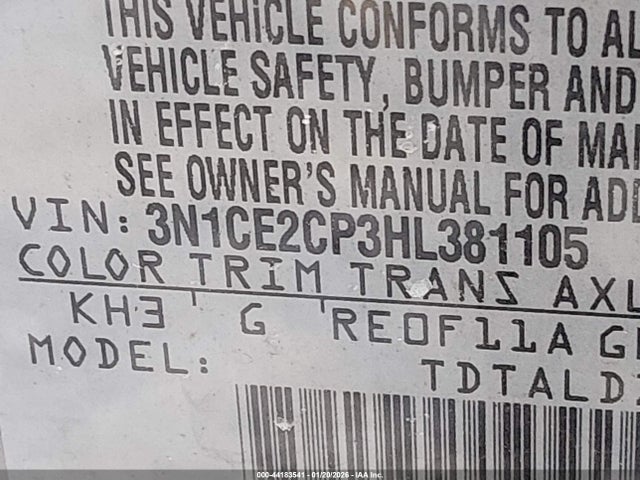 THIS VEHICLE CONFORMS TO AL
VEHICLE SAFETY, BUMPER AND
IN EFFECT ON THE DATE OF MA
SEE OWNER'S MANUAL FOR AD
VIN: 3N1CE2CP3HL381105
COLOR TRIM TRANS AXL
KH3 G RE0F11A G
MODEL: TDTALD
000-44183541 - 01/20/2026 - IAA Inc.